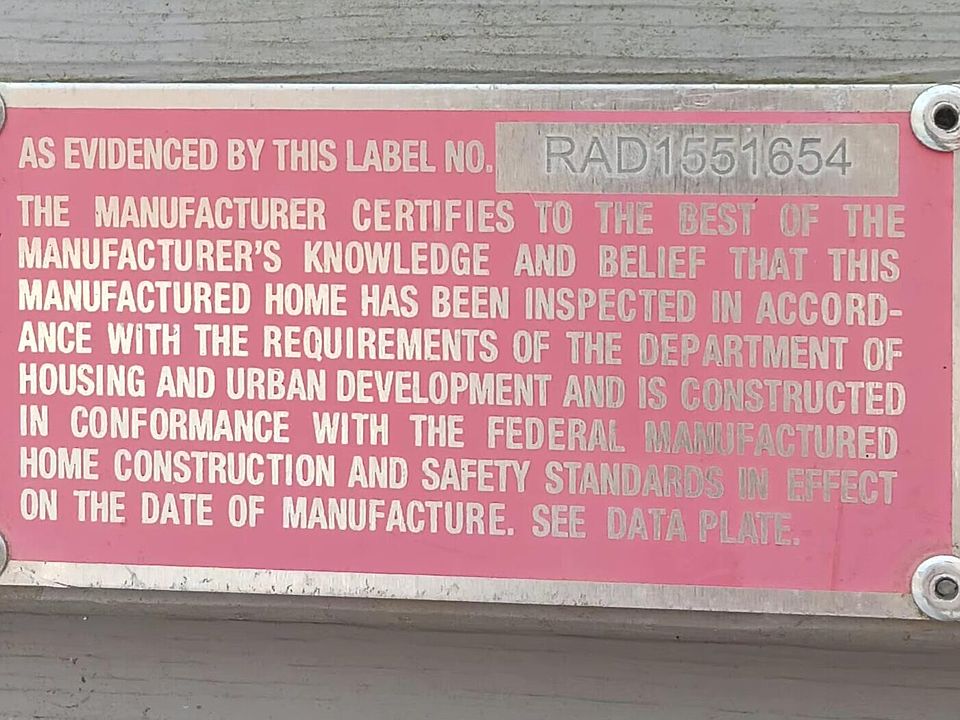 AS EVIDENCED BY THIS LABEL NO. RAD1551654
THE MANUFACTURER CERTIFIES TO THE BEST OF THE
MANUFACTURER'S KNOWLEDGE AND BELIEF THAT THIS
MANUFACTURED HOME HAS BEEN INSPECTED IN ACCORD-
ANCE WITH THE REQUIREMENTS OF THE DEPARTMENT OF
HOUSING AND URBAN DEVELOPMENT AND IS CONSTRUCTED
IN CONFORMANCE WITH THE FEDERAL MANUFACTURED
HOME CONSTRUCTION AND SAFETY STANDARDS IN EFFECT
ON THE DATE OF MANUFACTURE. SEE DATA PLATE.